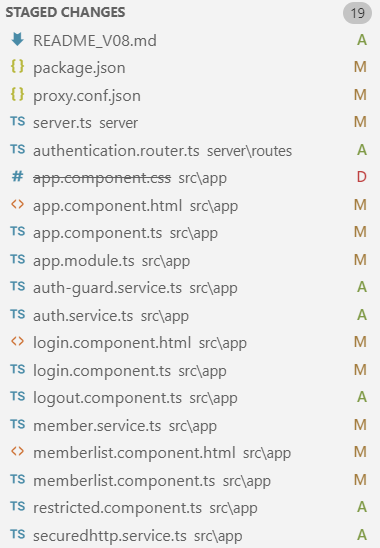 STAGED CHANGES 19
README_V08.md A
{ } package.json M
{ } proxy.conf.json M
TS server.ts server M
TS authentication.router.ts server\routes A
# app.component.css src\app D
<> app.component.html src\app M
TS app.component.ts src\app M
TS app.module.ts src\app M
TS auth-guard.service.ts src\app A
TS auth.service.ts src\app A
<> login.component.html src\app M
TS login.component.ts src\app M
TS logout.component.ts src\app A
TS member.service.ts src\app M
<> memberlist.component.html src\app M
TS memberlist.component.ts src\app M
TS restricted.component.ts src\app A
TS securedhttp.service.ts src\app A